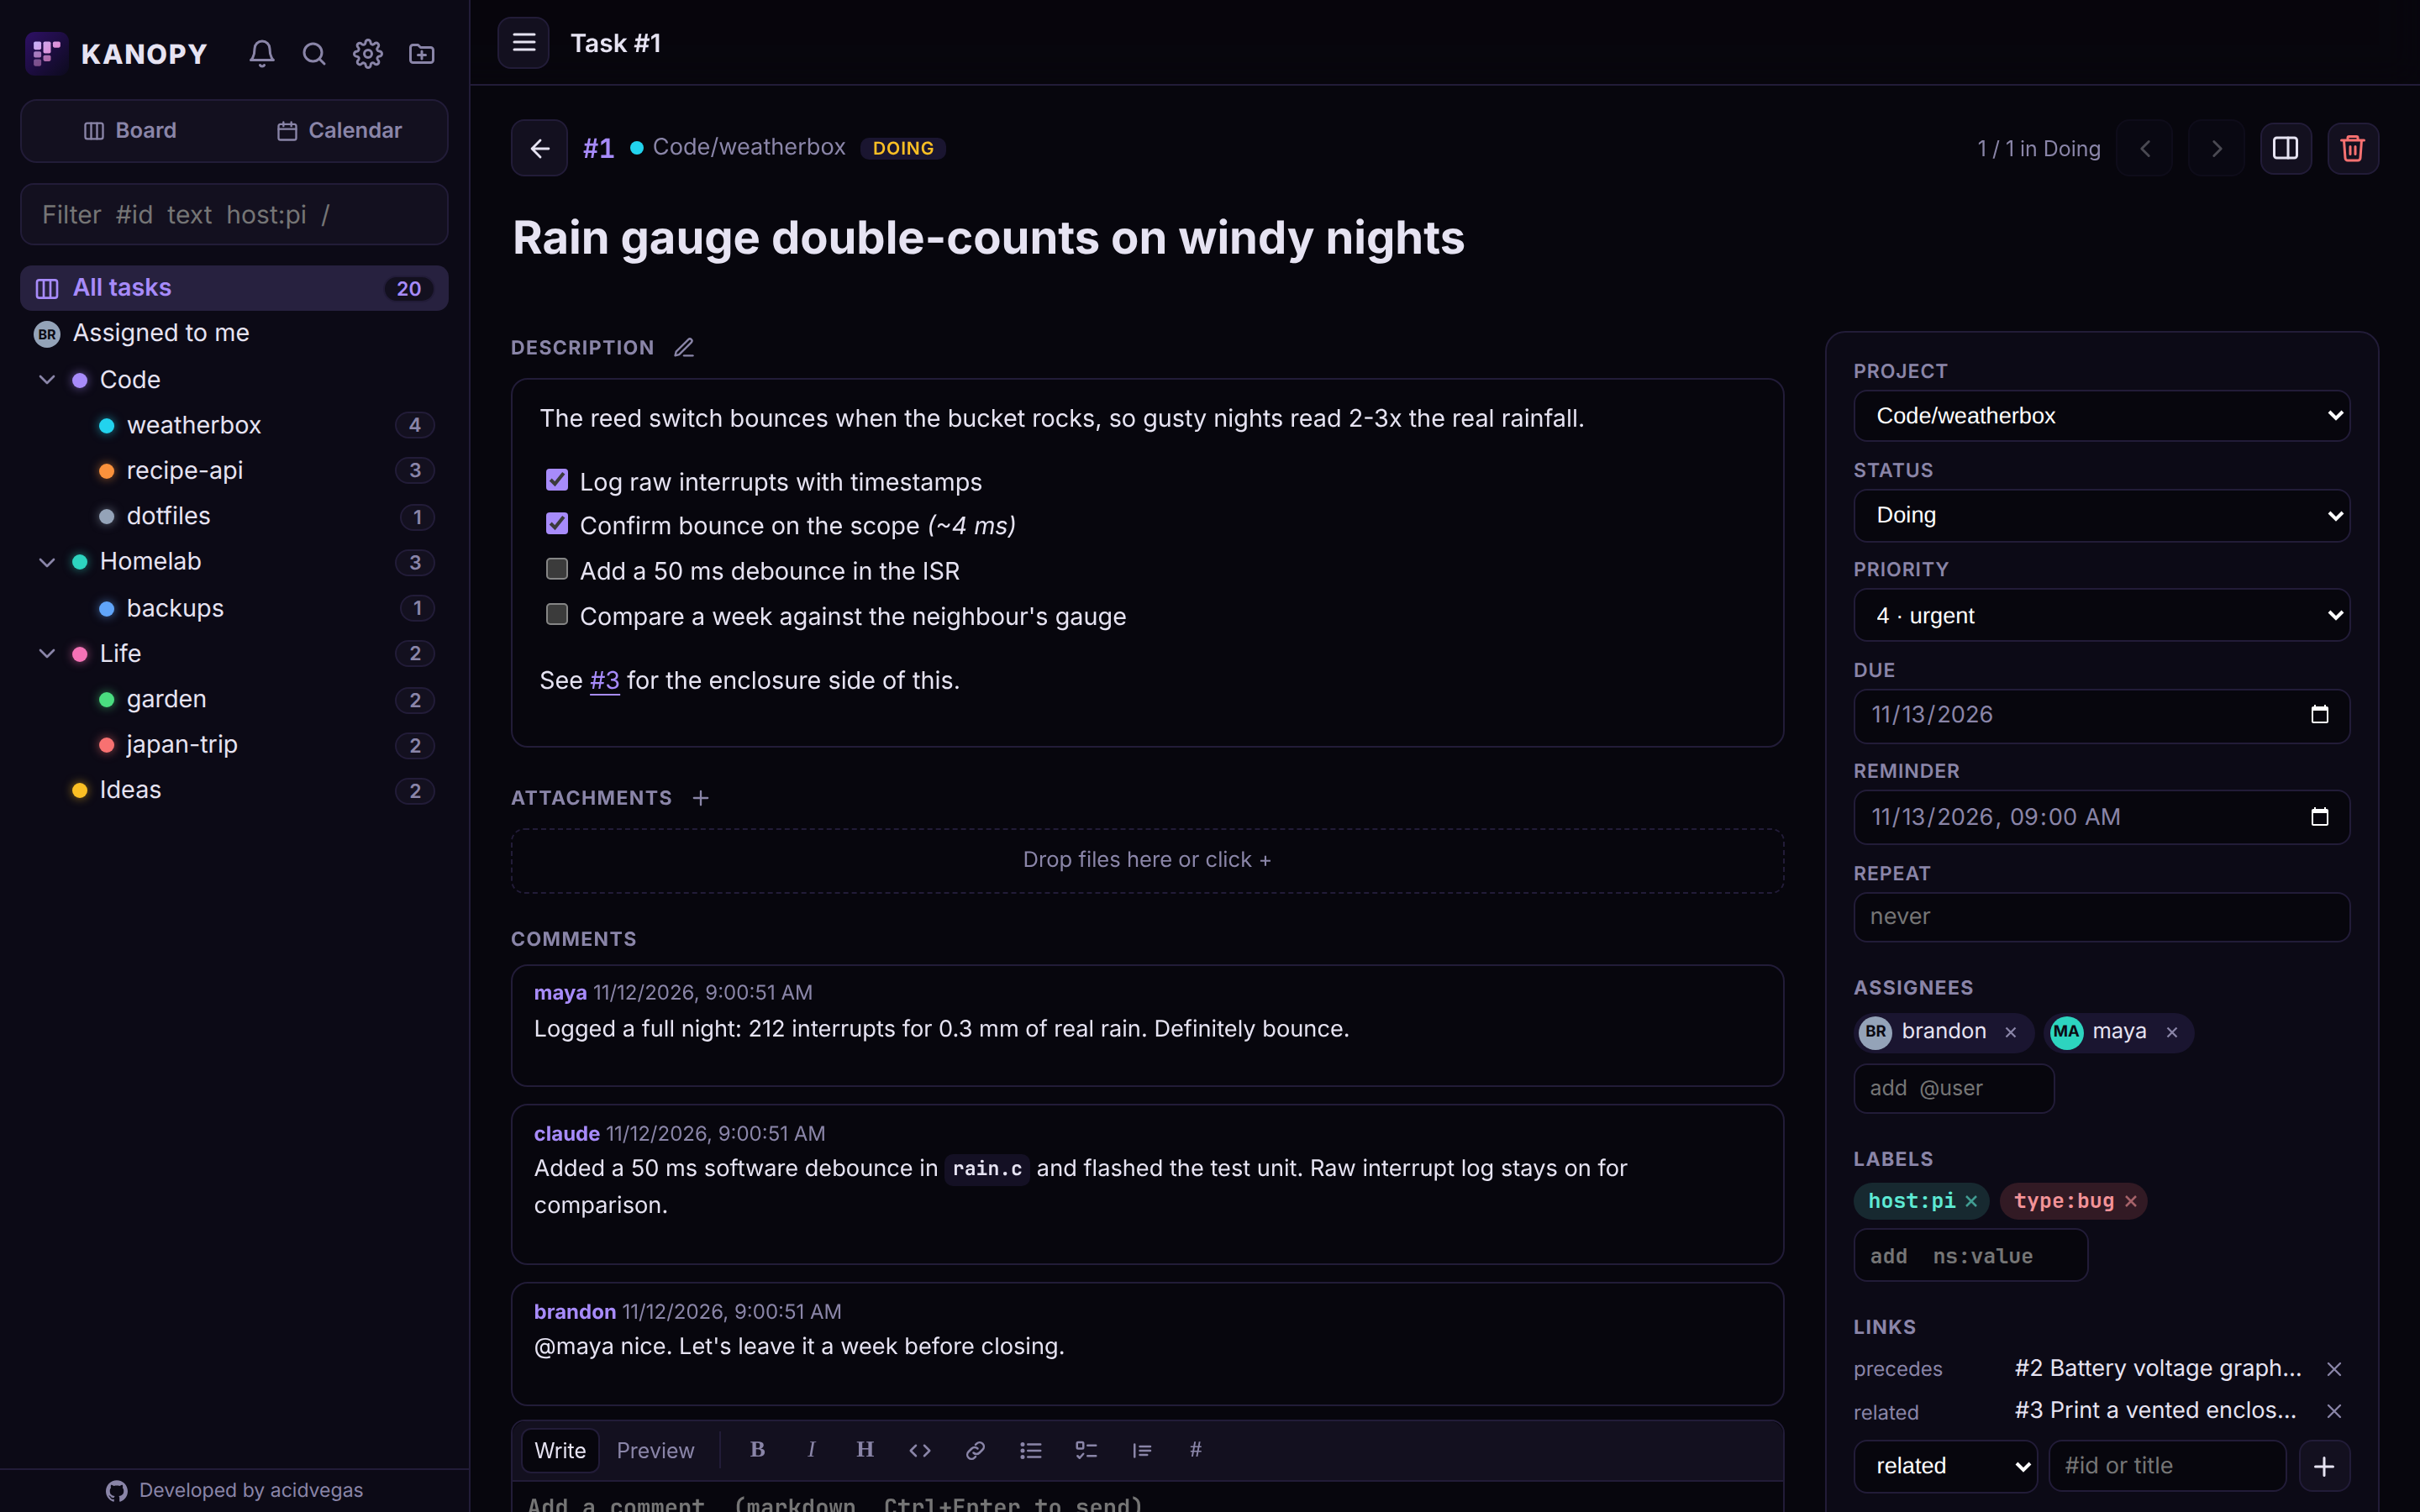 KANOPY
Board
Calendar
Filter #id text host:pi /
All tasks 20
BR Assigned to me
Code
weatherbox 4
recipe-api 3
dotfiles 1
Homelab 3
backups 1
Life 2
garden 2
japan-trip 2
Ideas 2
Developed by acidvegas
Task #1
#1 Code/weatherbox DOING
1 / 1 in Doing
Rain gauge double-counts on windy nights
DESCRIPTION
The reed switch bounces when the bucket rocks, so gusty nights read 2-3x the real rainfall.
Log raw interrupts with timestamps
Confirm bounce on the scope (~4 ms)
Add a 50 ms debounce in the ISR
Compare a week against the neighbour's gauge
See #3 for the enclosure side of this.
ATTACHMENTS +
Drop files here or click +
COMMENTS
maya 11/12/2026, 9:00:51 AM
Logged a full night: 212 interrupts for 0.3 mm of real rain. Definitely bounce.
claude 11/12/2026, 9:00:51 AM
Added a 50 ms software debounce in rain.c and flashed the test unit. Raw interrupt log stays on for
comparison.
brandon 11/12/2026, 9:00:51 AM
@maya nice. Let's leave it a week before closing.
Write Preview B I H <> #
Add a comment (markdown, Ctrl+Enter to send)
PROJECT
Code/weatherbox
STATUS
Doing
PRIORITY
4 · urgent
DUE
11/13/2026
REMINDER
11/13/2026, 09:00 AM
REPEAT
never
ASSIGNEES
BR brandon × MA maya ×
add @user
LABELS
host:pi × type:bug ×
add ns:value
LINKS
precedes #2 Battery voltage graph... ×
related #3 Print a vented enclos... ×
related #id or title +